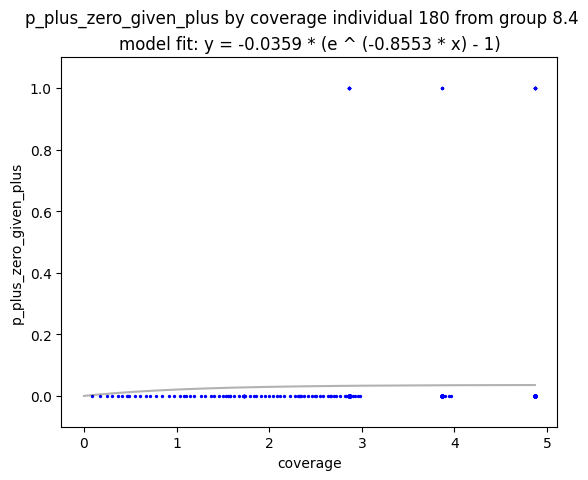 p_plus_zero_given_plus by coverage individual 180 from group 8.4
model fit: y = -0.0359 * (e ^ (-0.8553 * x) - 1)
1.0
0.8
0.6
0.4
0.2
0.0
p_plus_zero_given_plus
0 1 2 3 4 5
coverage